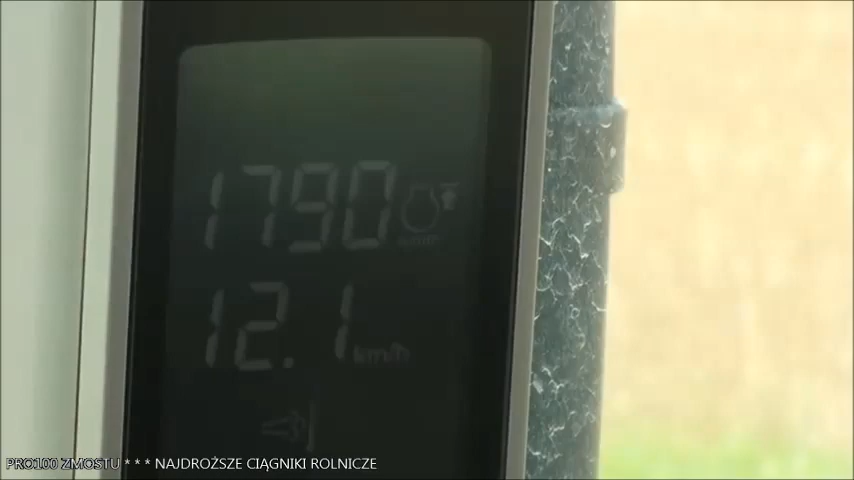 1790
12.1 km/h
PRO100 ZMOSTU * * * NAJDROŻSZE CIĄGNIKI ROLNICZE